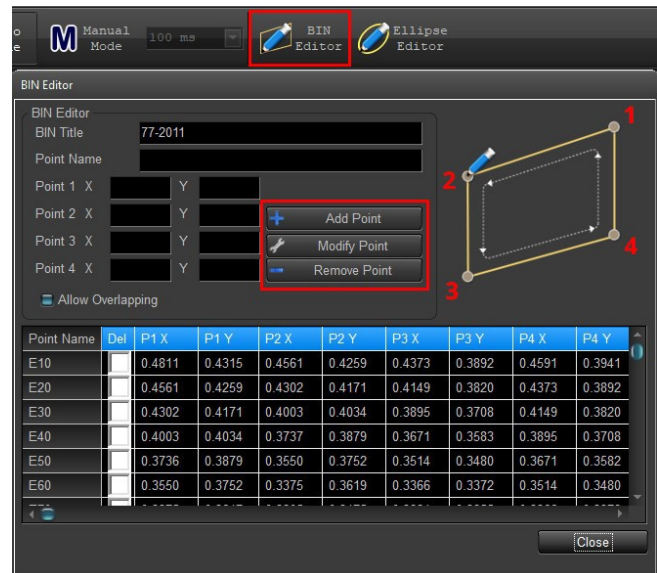 o
e
M
Manual
Mode
100 ms
BIN
Editor
Ellipse
Editor
BIN Editor
BIN Editor
BIN Title 77-2011
Point Name
Point 1 X Y
Point 2 X Y
Point 3 X Y
Point 4 X Y
Add Point
Modify Point
Remove Point
Allow Overlapping
1
2
4
3
Point Name Del P1 X P1 Y P2 X P2 Y P3 X P3 Y P4 X P4 Y
E10 0.4811 0.4315 0.4561 0.4259 0.4373 0.3892 0.4591 0.3941
E20 0.4561 0.4259 0.4302 0.4171 0.4149 0.3820 0.4373 0.3892
E30 0.4302 0.4171 0.4003 0.4034 0.3895 0.3708 0.4149 0.3820
E40 0.4003 0.4034 0.3737 0.3879 0.3671 0.3583 0.3895 0.3708
E50 0.3736 0.3879 0.3550 0.3752 0.3514 0.3480 0.3671 0.3582
E60 0.3550 0.3752 0.3375 0.3619 0.3366 0.3372 0.3514 0.3480
Close